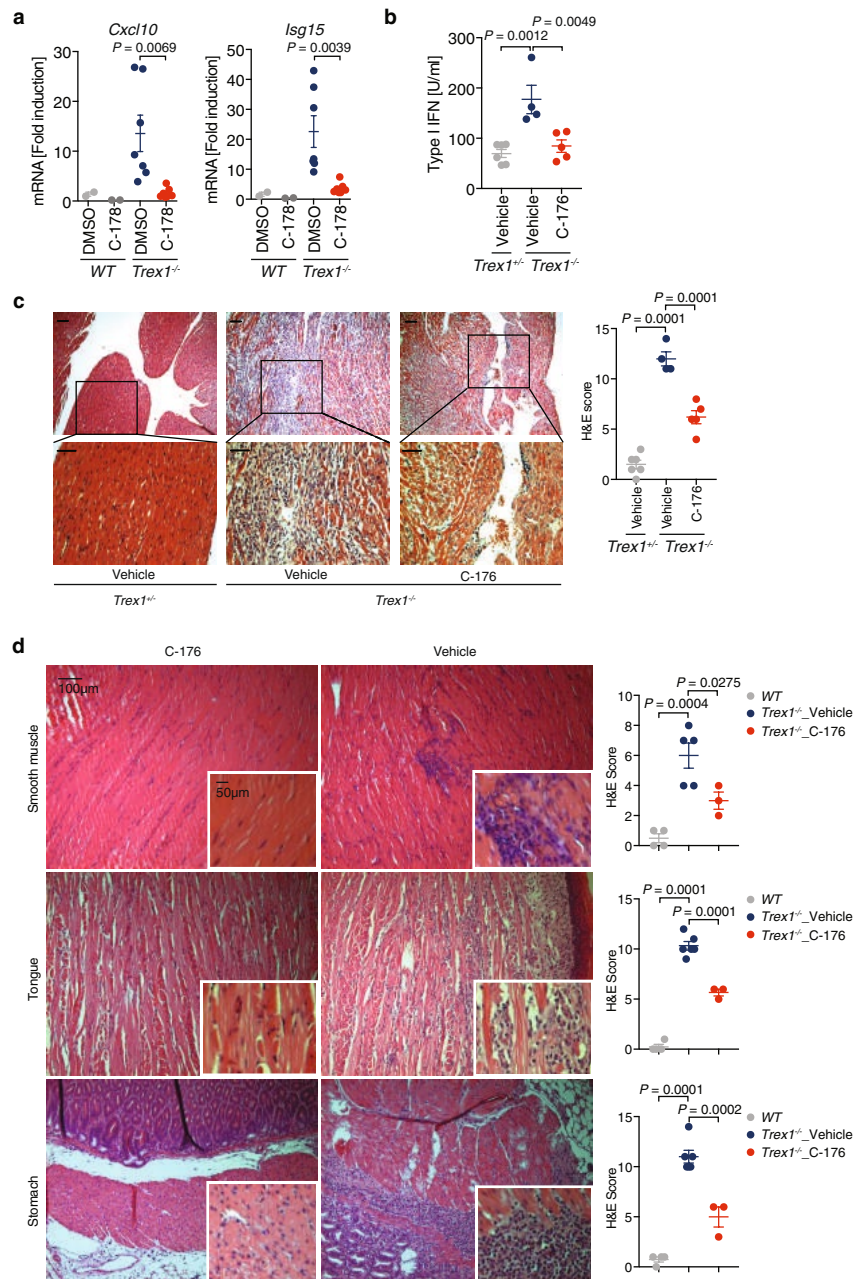 a
Cxcl10
P = 0.0069
30
20
10
0
mRNA [Fold induction]
DMSO
C-178
DMSO
C-178
WT
Trex1-/-
Isg15
P = 0.0039
50
40
30
20
10
0
mRNA [Fold induction]
DMSO
C-178
DMSO
C-178
WT
Trex1-/-
b
P = 0.0049
P = 0.0012
300
200
100
0
Type I IFN [U/ml]
Vehicle
Vehicle
C-176
Trex1+/-
Trex1-/-
c
Vehicle
Vehicle
C-176
Trex1+/-
Trex1-/-
P = 0.0001
P = 0.0001
15
10
5
0
H&E score
Vehicle
Vehicle
C-176
Trex1+/-
Trex1-/-
d
C-176
Vehicle
Smooth muscle
100µm
50µm
P = 0.0275
P = 0.0004
10
8
6
4
2
0
H&E Score
WT
Trex1-/-_Vehicle
Trex1-/-_C-176
Tongue
P = 0.0001
P = 0.0001
15
10
5
0
H&E Score
WT
Trex1-/-_Vehicle
Trex1-/-_C-176
Stomach
P = 0.0001
P = 0.0002
15
10
5
0
H&E Score
WT
Trex1-/-_Vehicle
Trex1-/-_C-176